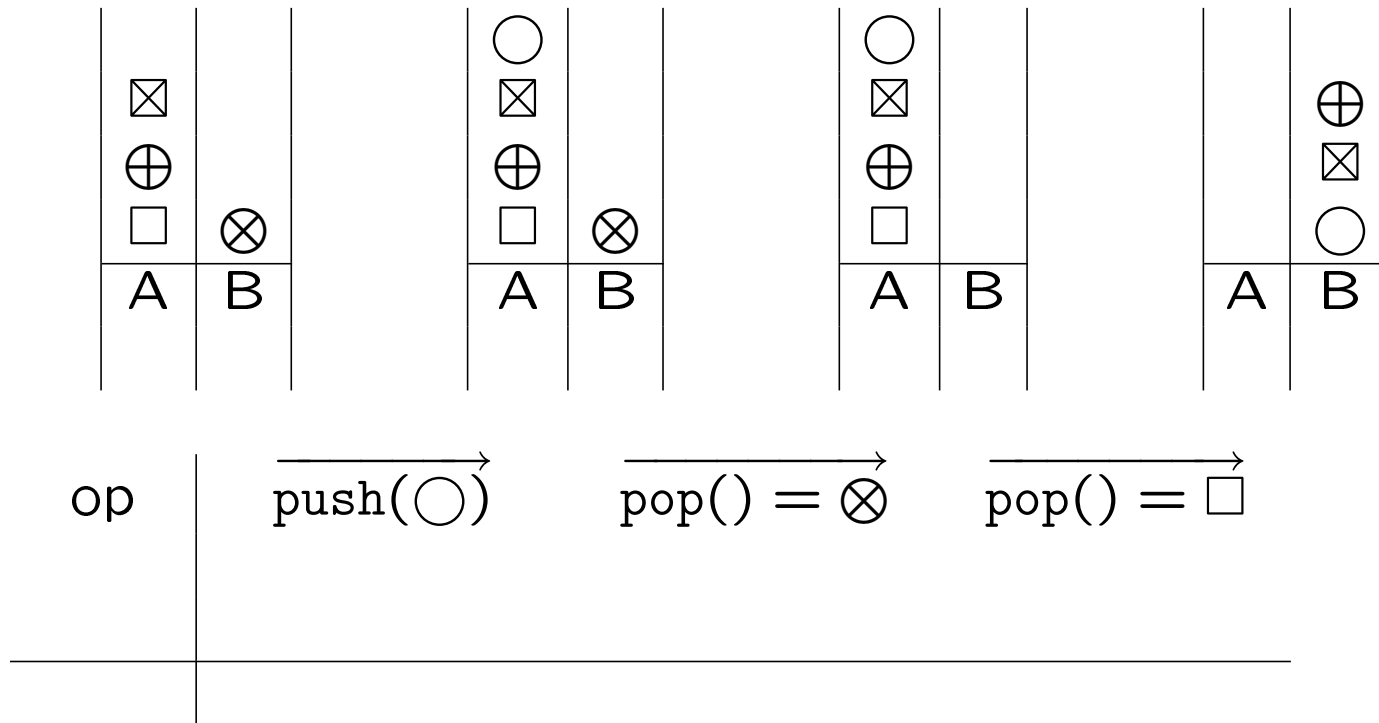 A B A B A B A B
op push(○) pop() = ⊗ pop() = □